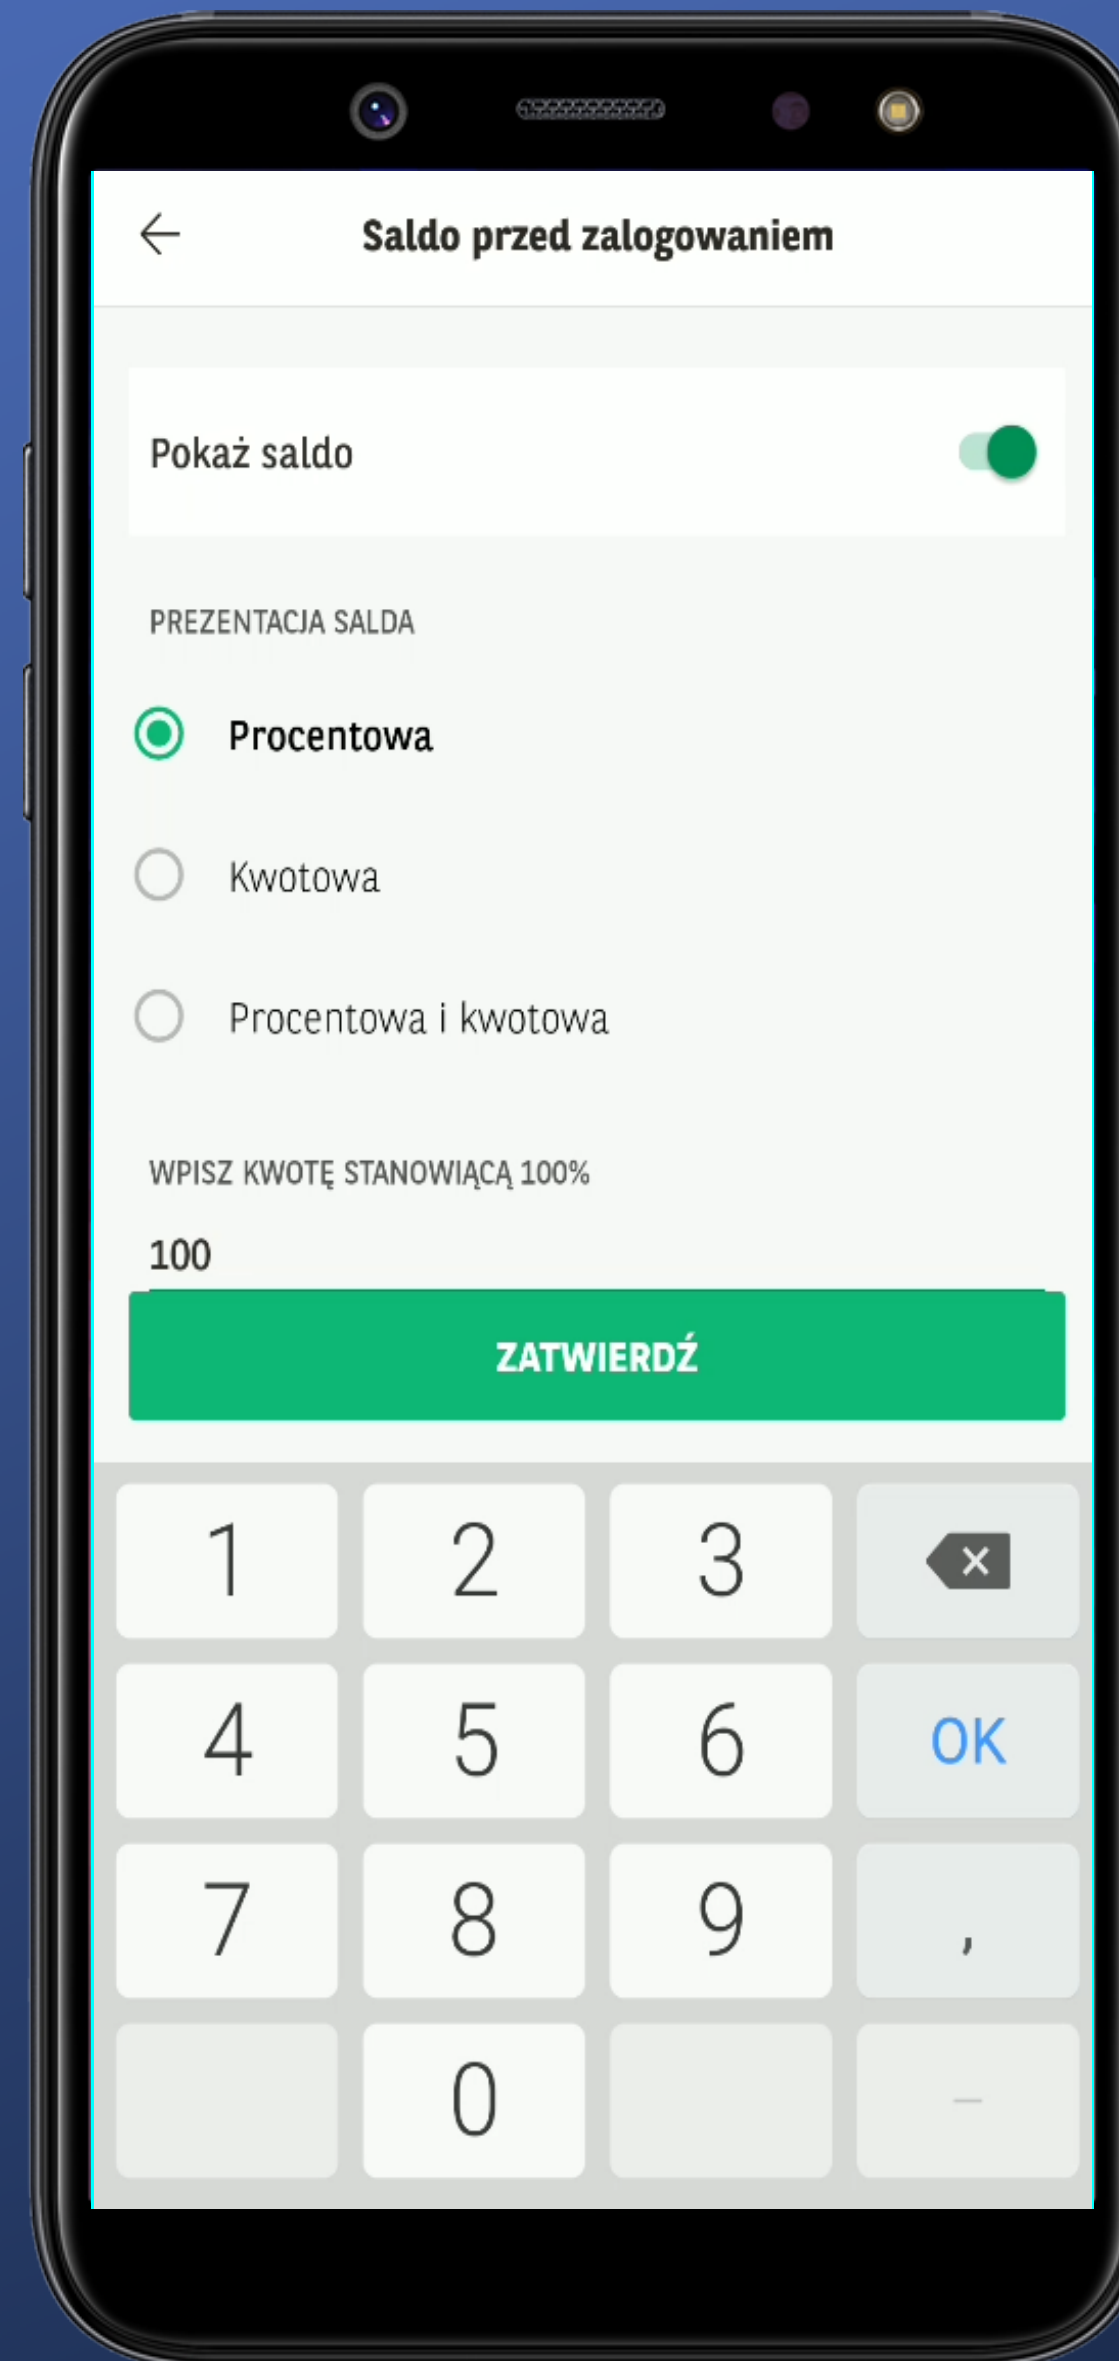 Saldo przed zalogowaniem
Pokaż saldo
PREZENTACJA SALDA
Procentowa
Kwotowa
Procentowa i kwotowa
WPISZ KWOTĘ STANOWIĄCĄ 100%
100
ZATWIERDŹ
1 2 3
4 5 6 OK
7 8 9 ,
0 –